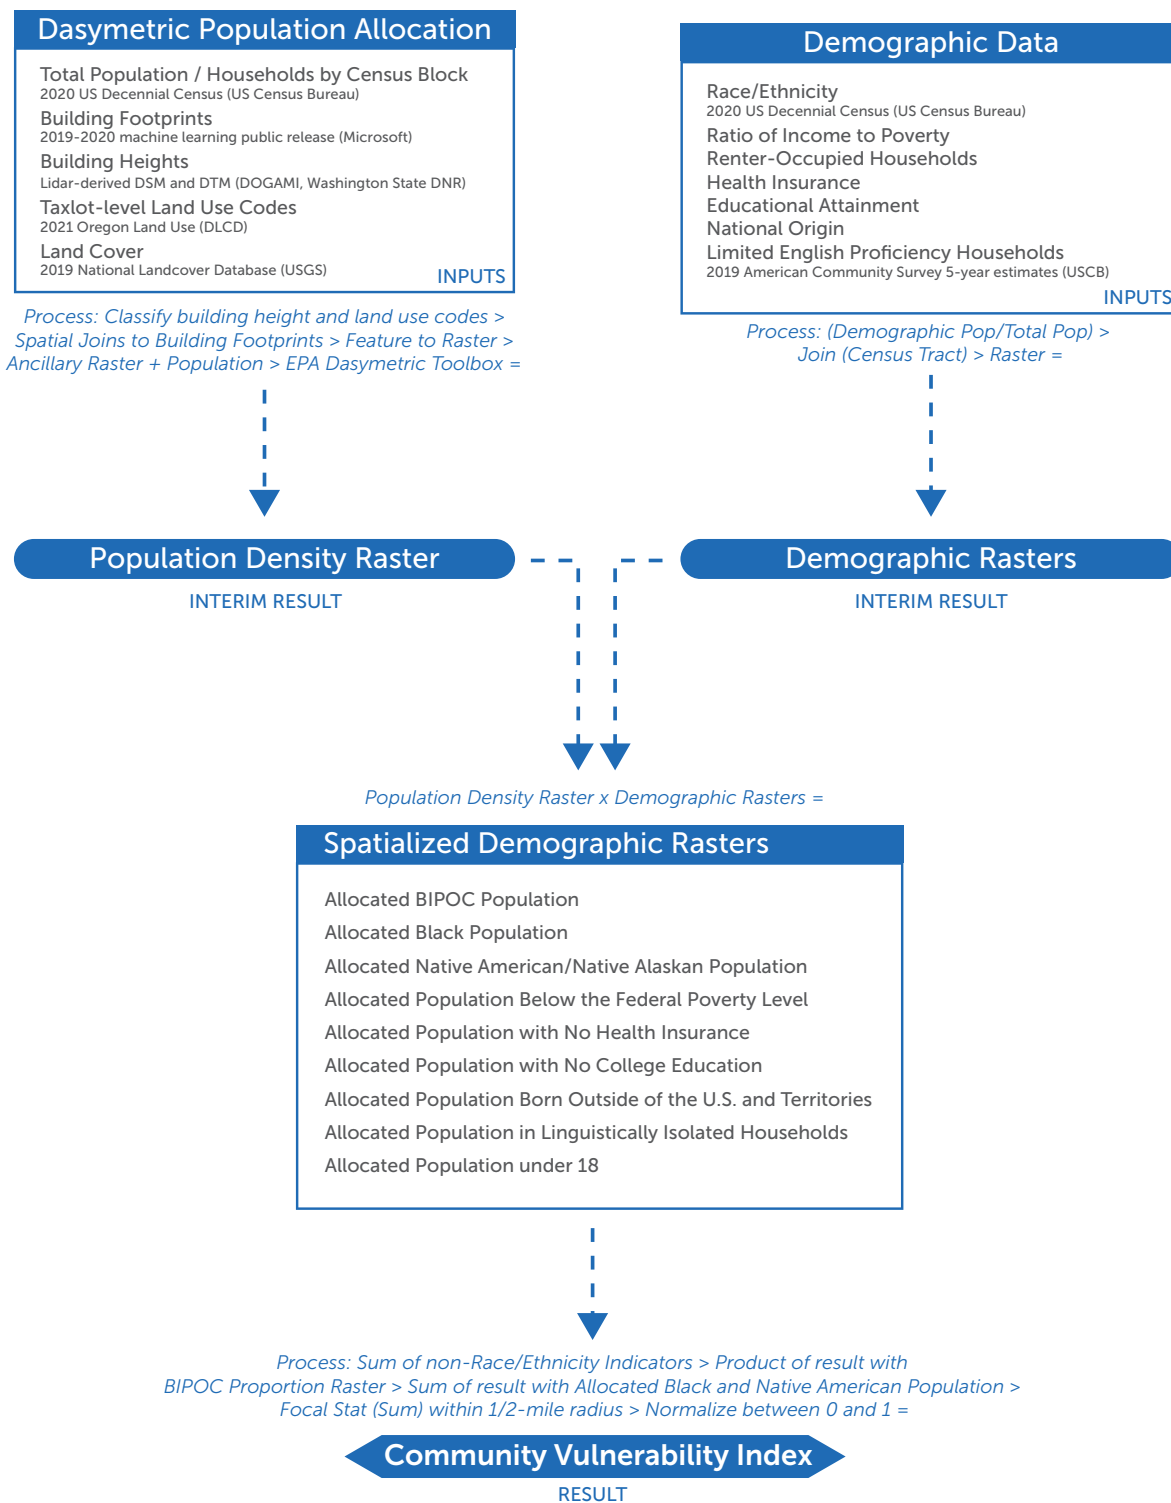 Dasymetric Population Allocation
Total Population / Households by Census Block
2020 US Decennial Census (US Census Bureau)
Building Footprints
2019-2020 machine learning public release (Microsoft)
Building Heights
Lidar-derived DSM and DTM (DOGAMI, Washington State DNR)
Taxlot-level Land Use Codes
2021 Oregon Land Use (DLCD)
Land Cover
2019 National Landcover Database (USGS)
INPUTS
Process: Classify building height and land use codes >
Spatial Joins to Building Footprints > Feature to Raster >
Ancillary Raster + Population > EPA Dasymetric Toolbox =
Demographic Data
Race/Ethnicity
2020 US Decennial Census (US Census Bureau)
Ratio of Income to Poverty
Renter-Occupied Households
Health Insurance
Educational Attainment
National Origin
Limited English Proficiency Households
2019 American Community Survey 5-year estimates (USCB)
INPUTS
Process: (Demographic Pop/Total Pop) >
Join (Census Tract) > Raster =
Population Density Raster
INTERIM RESULT
Demographic Rasters
INTERIM RESULT
Population Density Raster x Demographic Rasters =
Spatialized Demographic Rasters
Allocated BIPOC Population
Allocated Black Population
Allocated Native American/Native Alaskan Population
Allocated Population Below the Federal Poverty Level
Allocated Population with No Health Insurance
Allocated Population with No College Education
Allocated Population Born Outside of the U.S. and Territories
Allocated Population in Linguistically Isolated Households
Allocated Population under 18
Process: Sum of non-Race/Ethnicity Indicators > Product of result with
BIPOC Proportion Raster > Sum of result with Allocated Black and Native American Population >
Focal Stat (Sum) within 1/2-mile radius > Normalize between 0 and 1 =
Community Vulnerability Index
RESULT